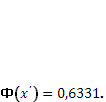 Φ(x˙) = 0,6331.